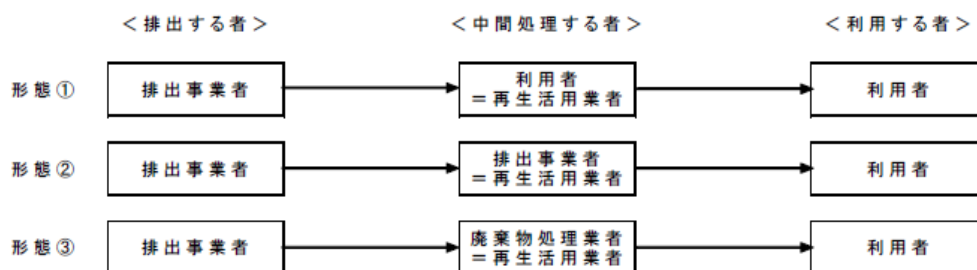 ＜排出する者＞ ＜中間処理する者＞ ＜利用する者＞
形態① 排出事業者 利用者 利用者
＝再生活用業者
形態② 排出事業者 排出事業者 利用者
＝再生活用業者
形態③ 排出事業者 廃棄物処理業者 利用者
＝再生活用業者